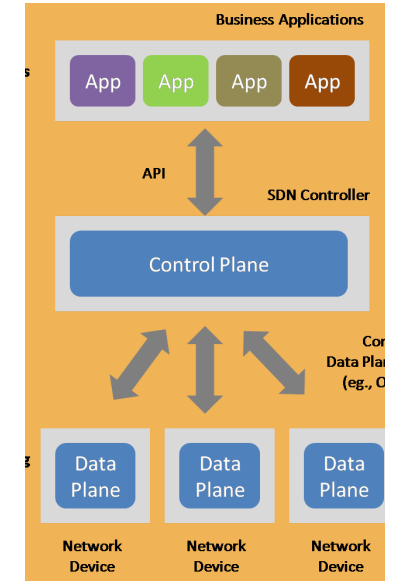 Business Applications
App App App App
API
SDN Controller
Control Plane
Data
Data Data Data
Plane Plane Plane
Network Network Network
Device Device Device